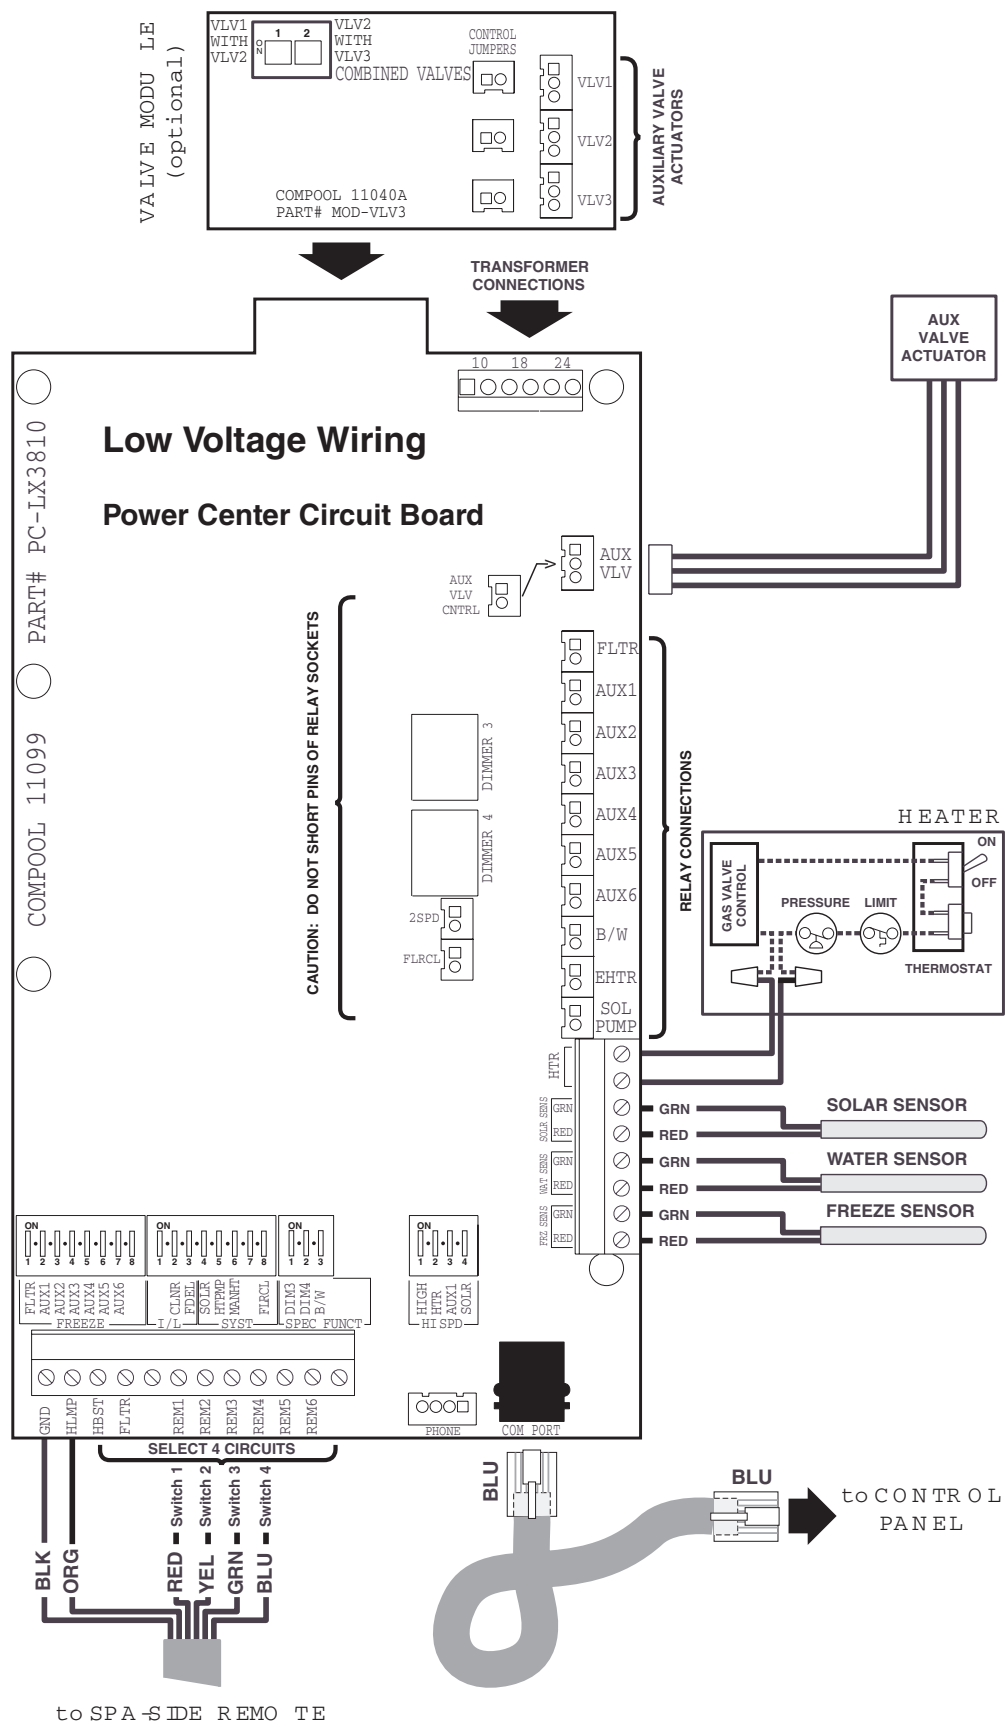 VALVE MODU LE
(optional)
VLV1
WITH
VLV2
1 2
ON
VLV2
WITH
VLV3
COMBINED VALVES
CONTROL
JUMPERS
VLV1
VLV2
VLV3
COMPOOL 11040A
PART# MOD-VLV3
AUXILIARY VALVE
ACTUATORS
TRANSFORMER
CONNECTIONS
10 18 24
AUX
VALVE
ACTUATOR
COMPOOL 11099 PART# PC-LX3810
Low Voltage Wiring
Power Center Circuit Board
AUX
VLV
AUX
VLV
CNTRL
CAUTION: DO NOT SHORT PINS OF RELAY SOCKETS
FLTR
AUX1
AUX2
AUX3
AUX4
AUX5
AUX6
B/W
EHTR
SOL
PUMP
RELAY CONNECTIONS
DIMMER 3
DIMMER 4
2SPD
FLRCL
HEATER
GAS VALVE
CONTROL
PRESSURE LIMIT
ON
OFF
THERMOSTAT
HTR
SOLR SENS
GRN
RED
WAT SENS
GRN
RED
FRZ SENS
GRN
RED
GRN
RED
SOLAR SENSOR
GRN
RED
WATER SENSOR
GRN
RED
FREEZE SENSOR
ON
1 2 3 4 5 6 7 8
FLTR
AUX1
AUX2
AUX3
AUX4
AUX5
AUX6
FREEZE
ON
1 2 3 4 5 6 7 8
CLNR
FDEL
SOLR
HTPMP
MANHT
FLRCL
I/L SYST
ON
1 2 3
DIM3
DIM4
B/W
SPEC FUNCT
ON
1 2 3 4
HIGH
HTR
AUX1
SOLR
HISPD
GND
HLMP
HBST
FLTR
REM1
REM2
REM3
REM4
REM5
REM6
PHONE
COM PORT
SELECT 4 CIRCUITS
BLK
ORG
RED Switch 1
YEL Switch 2
GRN Switch 3
BLU Switch 4
to SPA-SIDE REMO TE
BLU
BLU
to CONTROL
PANEL